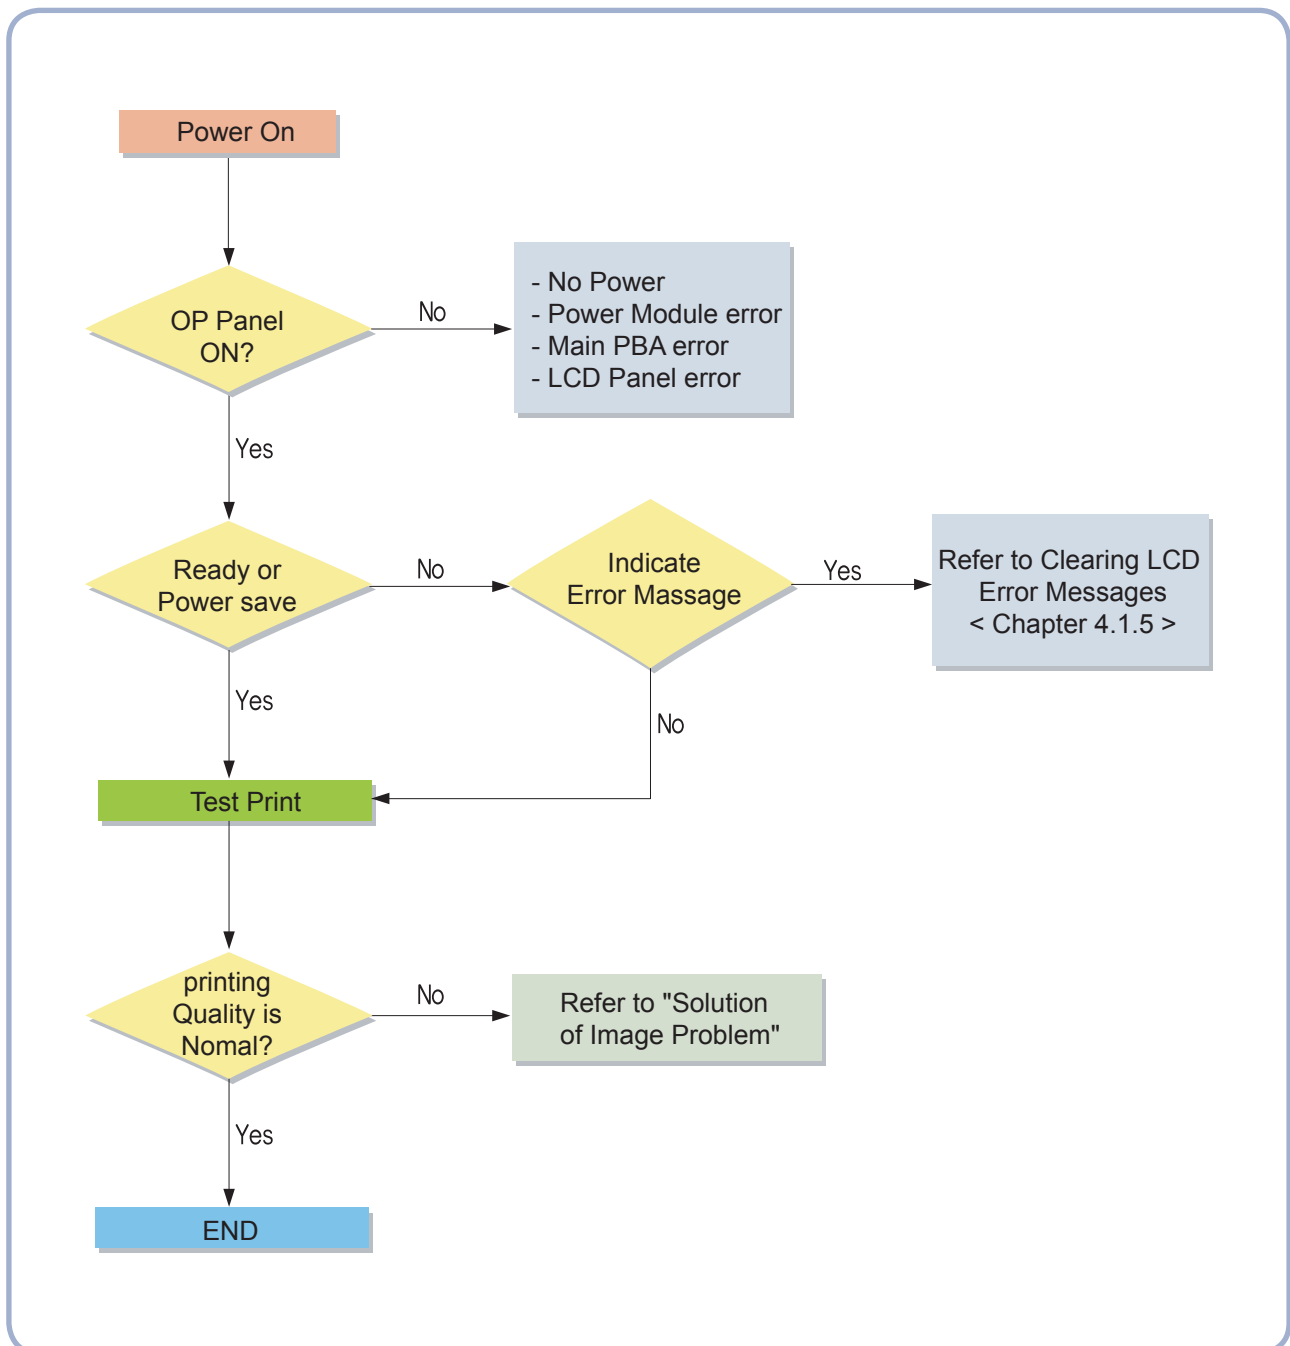 Power On
OP Panel
ON?
No
- No Power
- Power Module error
- Main PBA error
- LCD Panel error
Yes
Ready or
Power save
No
Indicate
Error Massage
Yes
Refer to Clearing LCD
Error Messages
< Chapter 4.1.5 >
Yes
No
Test Print
printing
Quality is
Nomal?
No
Refer to "Solution
of Image Problem"
Yes
END